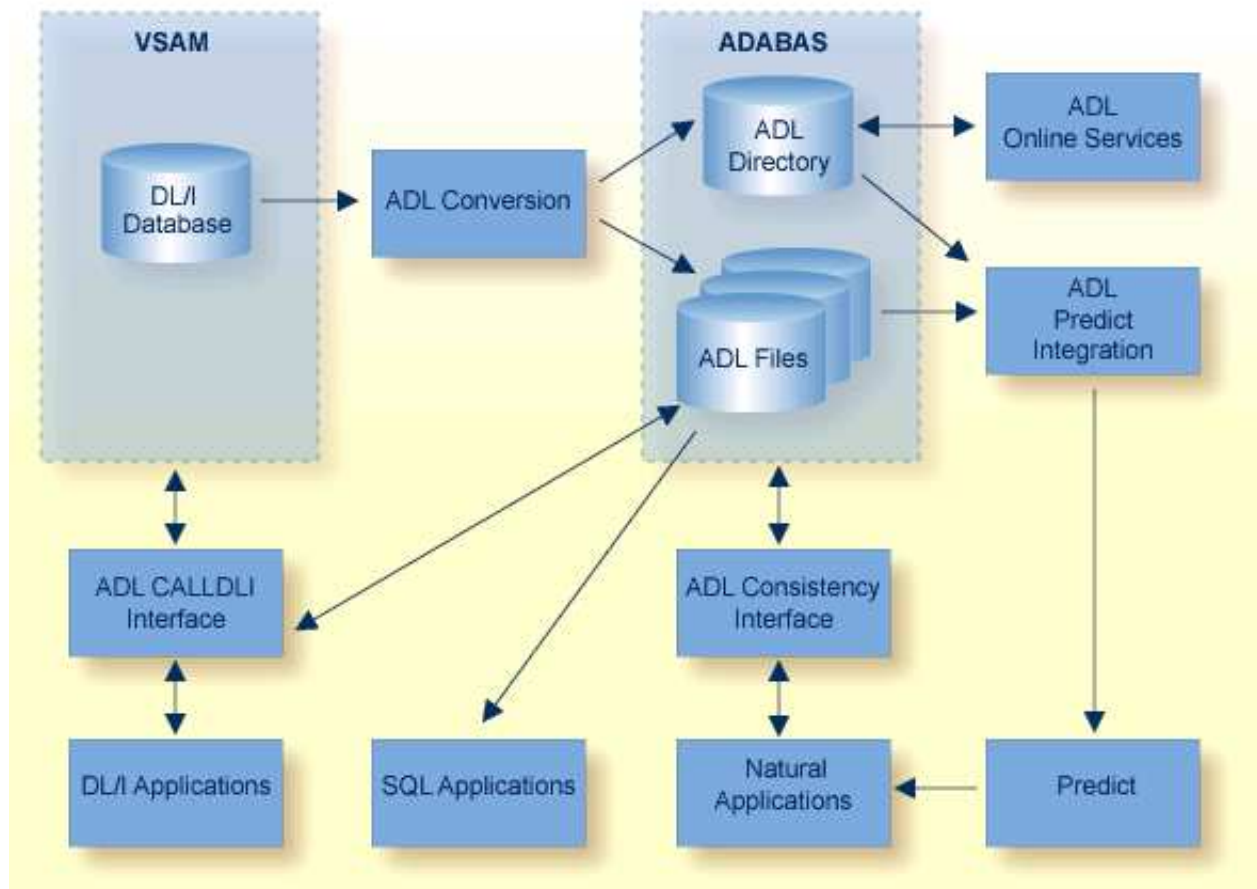 VSAM
ADABAS
DL/I
Database
ADL Conversion
ADL
Directory
ADL
Online Services
ADL Files
ADL
Predict
Integration
ADL CALLDLI
Interface
ADL Consistency
Interface
DL/I Applications
SQL Applications
Natural
Applications
Predict